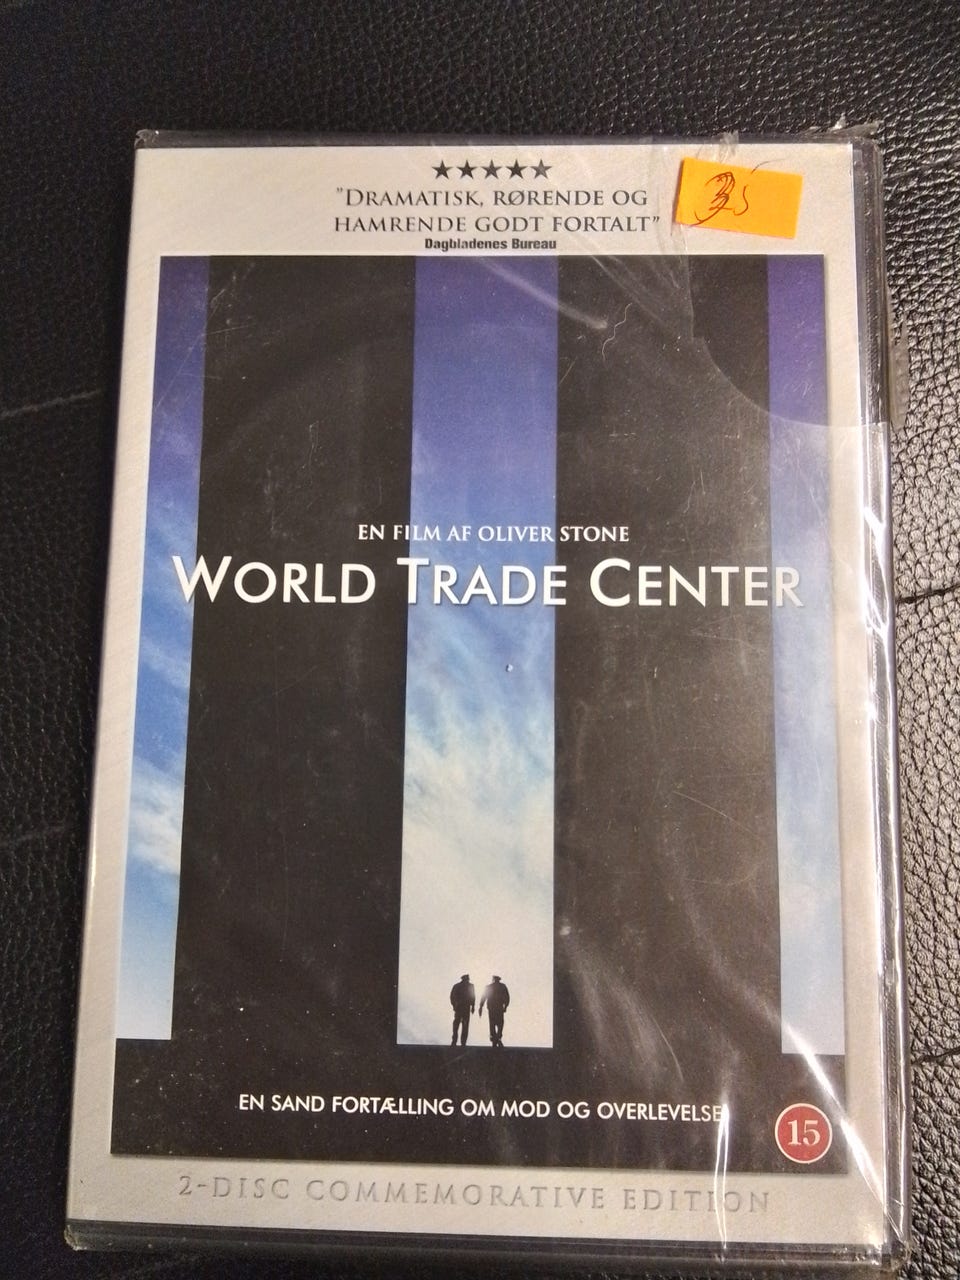 ★★★★★
"DRAMATISK, RØRENDE OG
HAMRENDE GODT FORTALT"
Dagbladenes Bureau
EN FILM AF OLIVER STONE
WORLD TRADE CENTER
EN SAND FORTÆLLING OM MOD OG OVERLEVELSE
15
2-DISC COMMEMORATIVE EDITION